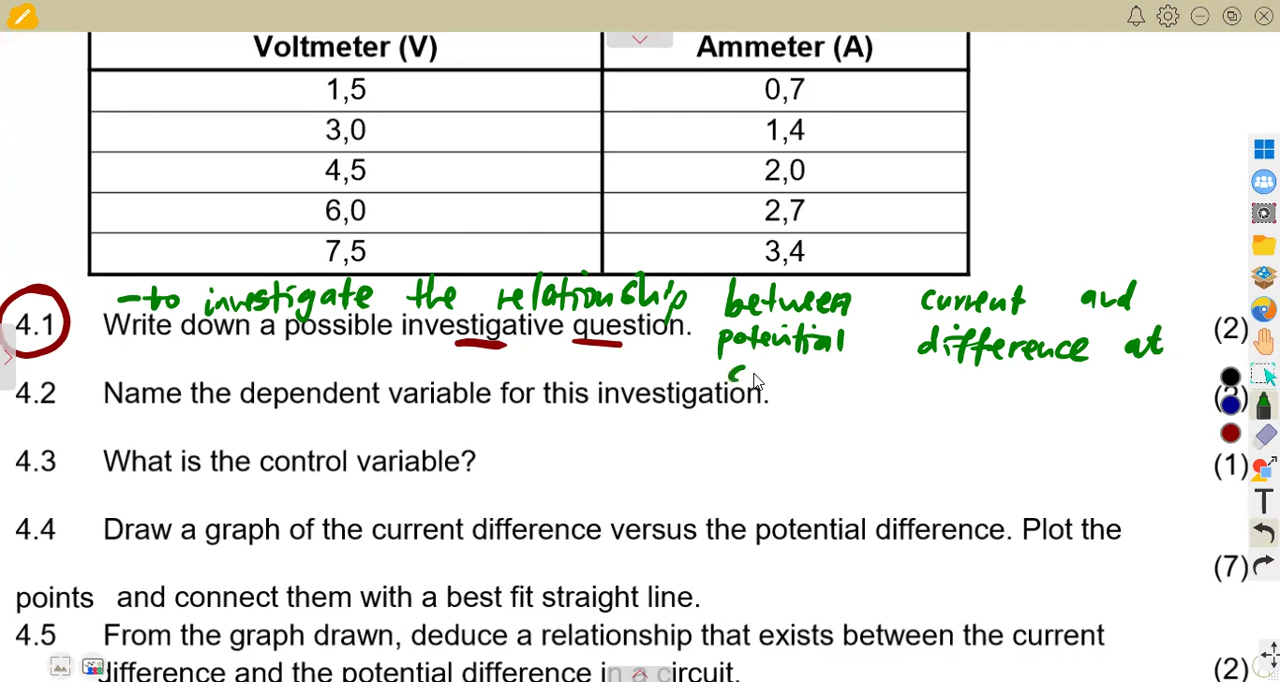 Voltmeter (V) Ammeter (A)
1,5 0,7
3,0 1,4
4,5 2,0
6,0 2,7
7,5 3,4
-to investigate the relationship between current and
4.1 Write down a possible investigative question. (2)
potential difference at
c
4.2 Name the dependent variable for this investigation.
4.3 What is the control variable? (1)
4.4 Draw a graph of the current difference versus the potential difference. Plot the
(7)
points and connect them with a best fit straight line.
4.5 From the graph drawn, deduce a relationship that exists between the current
difference and the potential difference in a circuit. (2)